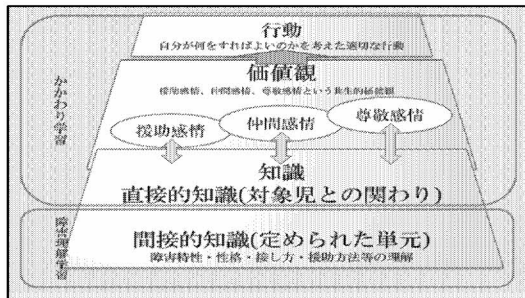 行動
自分が何をすればよいのかを考えた適切な行動
価値観
援助感情、仲間感情、尊敬感情という共生的価値観
援助感情
仲間感情
尊敬感情
知識
直接的知識(対象児との関わり)
間接的知識(定められた単元)
障害特性・性格・接し方・援助方法等の理解
かかわり学習
障害理解学習